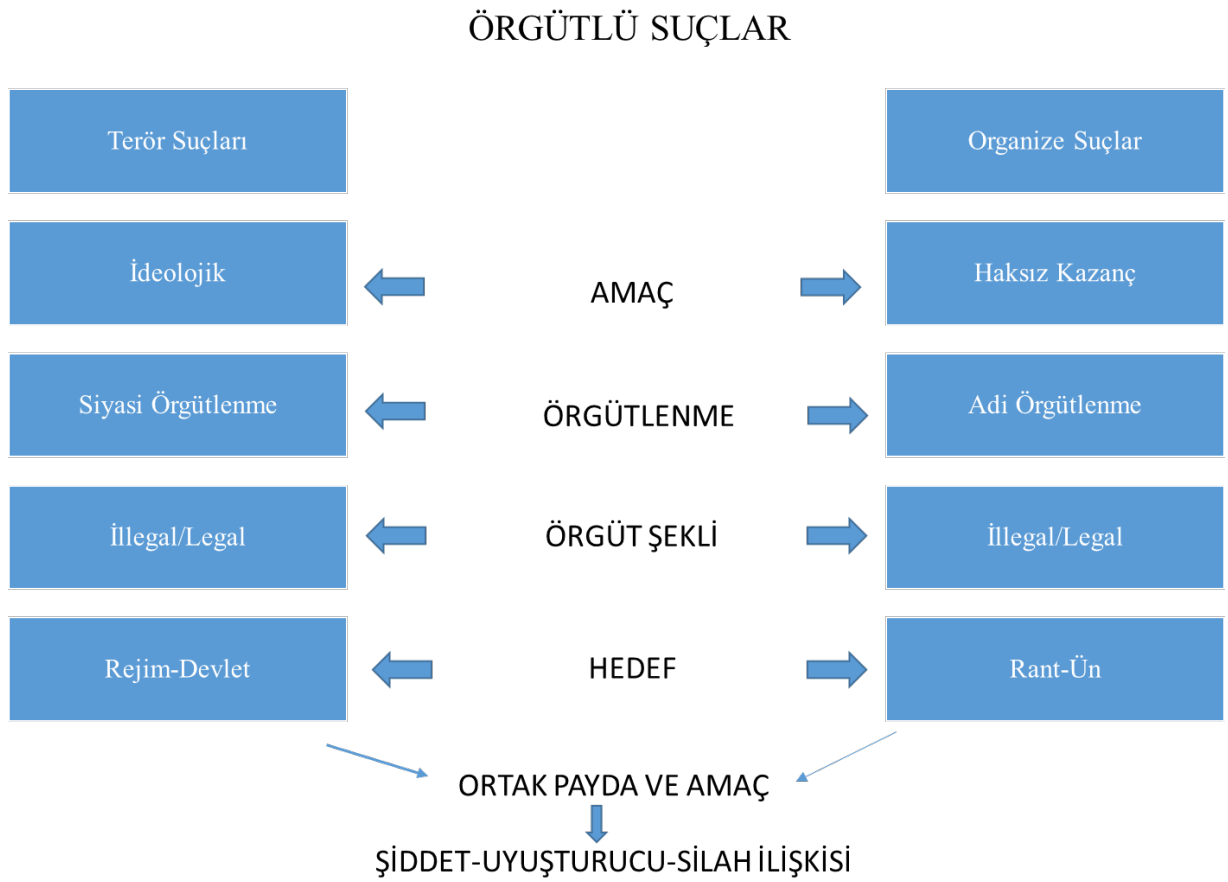 ÖRGÜTLÜ SUÇLAR
Terör Suçları
Organize Suçlar
İdeolojik
AMAÇ
Haksız Kazanç
Siyasi Örgütlenme
ÖRGÜTLENME
Adi Örgütlenme
İllegal/Legal
ÖRGÜT ŞEKLİ
İllegal/Legal
Rejim-Devlet
HEDEF
Rant-Ün
ORTAK PAYDA VE AMAÇ
ŞİDDET-UYUŞTURUCU-SİLAH İLİŞKİSİ